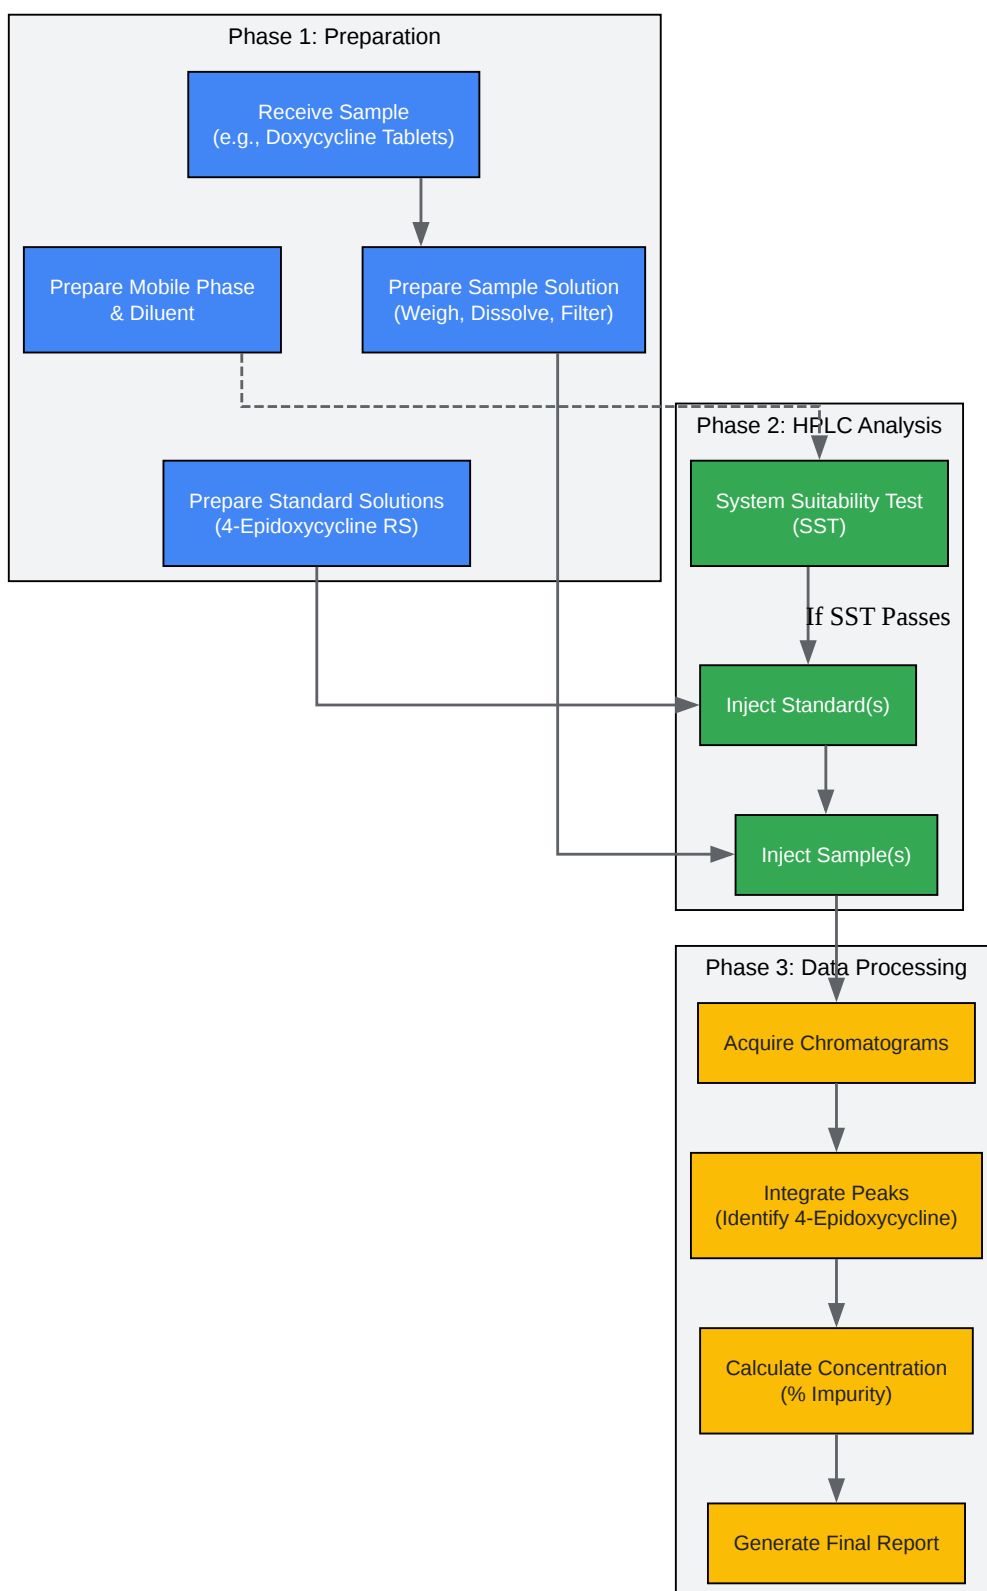 Phase 1: Preparation
Receive Sample
(e.g., Doxycycline Tablets)
Prepare Mobile Phase
& Diluent
Prepare Sample Solution
(Weigh, Dissolve, Filter)
Prepare Standard Solutions
(4-Epidoxycycline RS)
Phase 2: HPLC Analysis
System Suitability Test
(SST)
If SST Passes
Inject Standard(s)
Inject Sample(s)
Phase 3: Data Processing
Acquire Chromatograms
Integrate Peaks
(Identify 4-Epidoxycycline)
Calculate Concentration
(% Impurity)
Generate Final Report